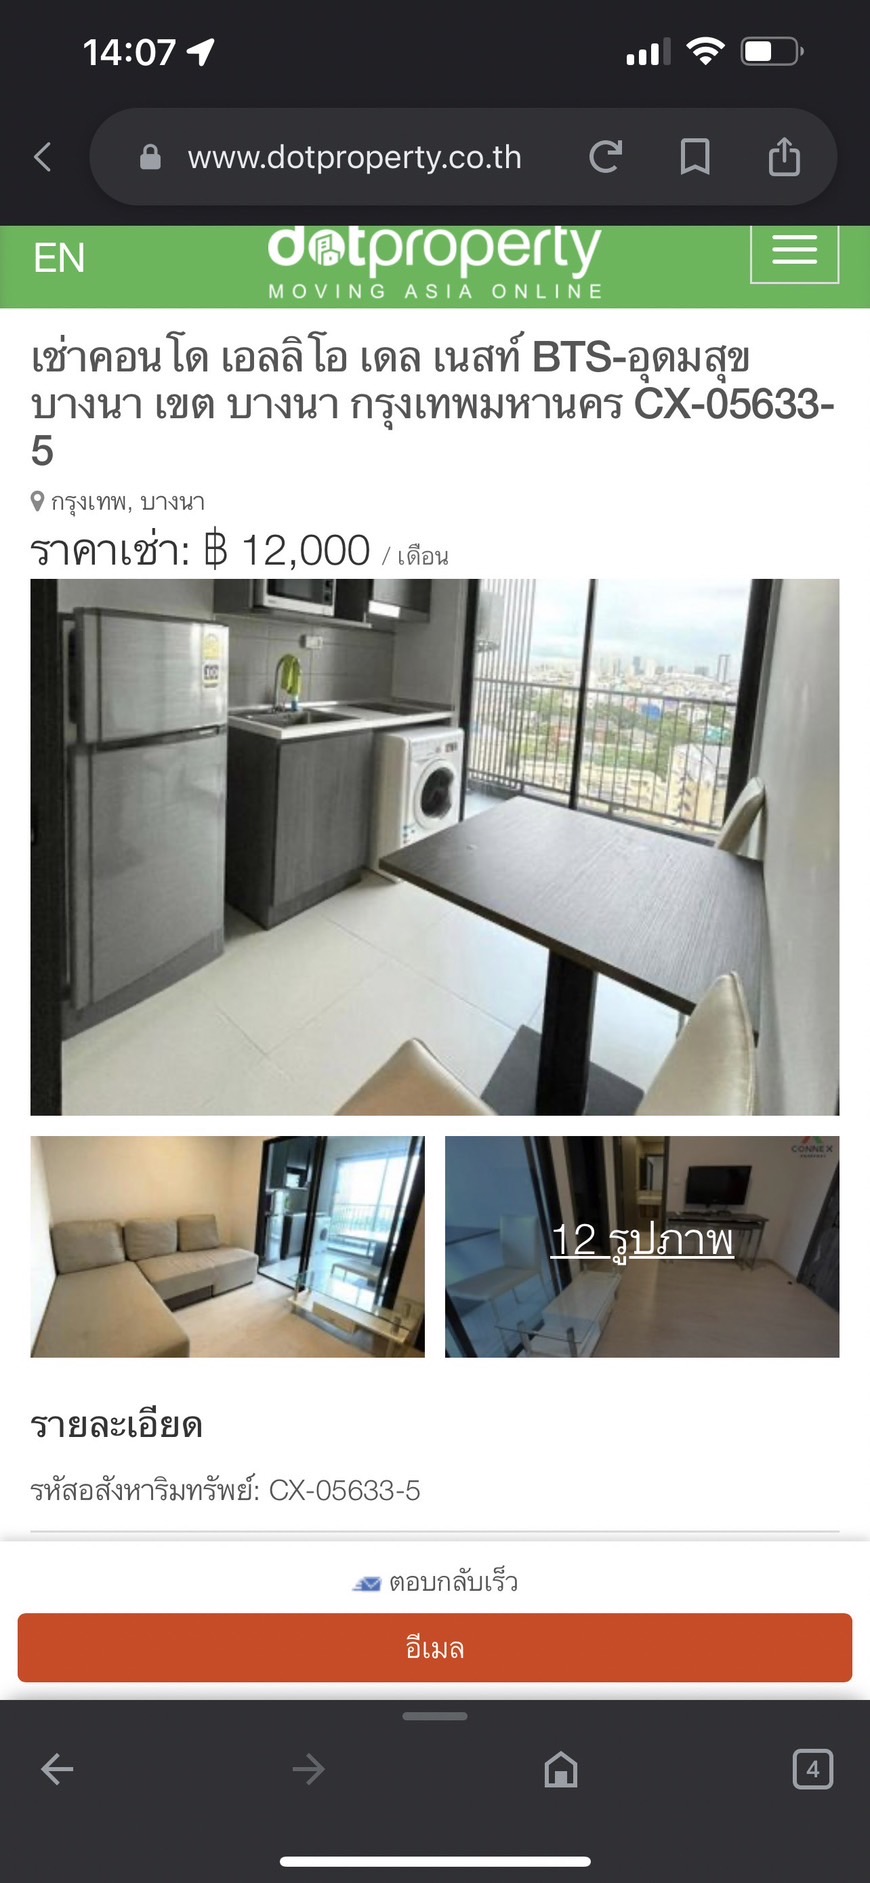 14:07
www.dotproperty.co.th
EN
dotproperty
MOVING ASIA ONLINE
เช่าคอนโด เอลลิโอ เดล เนสท์ BTS-อุดมสุข
บางนา เขต บางนา กรุงเทพมหานคร CX-05633-
5
กรุงเทพ, บางนา
ราคาเช่า: ฿ 12,000 / เดือน
CONNEX
12 รูปภาพ
รายละเอียด
รหัสอสังหาริมทรัพย์: CX-05633-5
ตอบกลับเร็ว
อีเมล
4